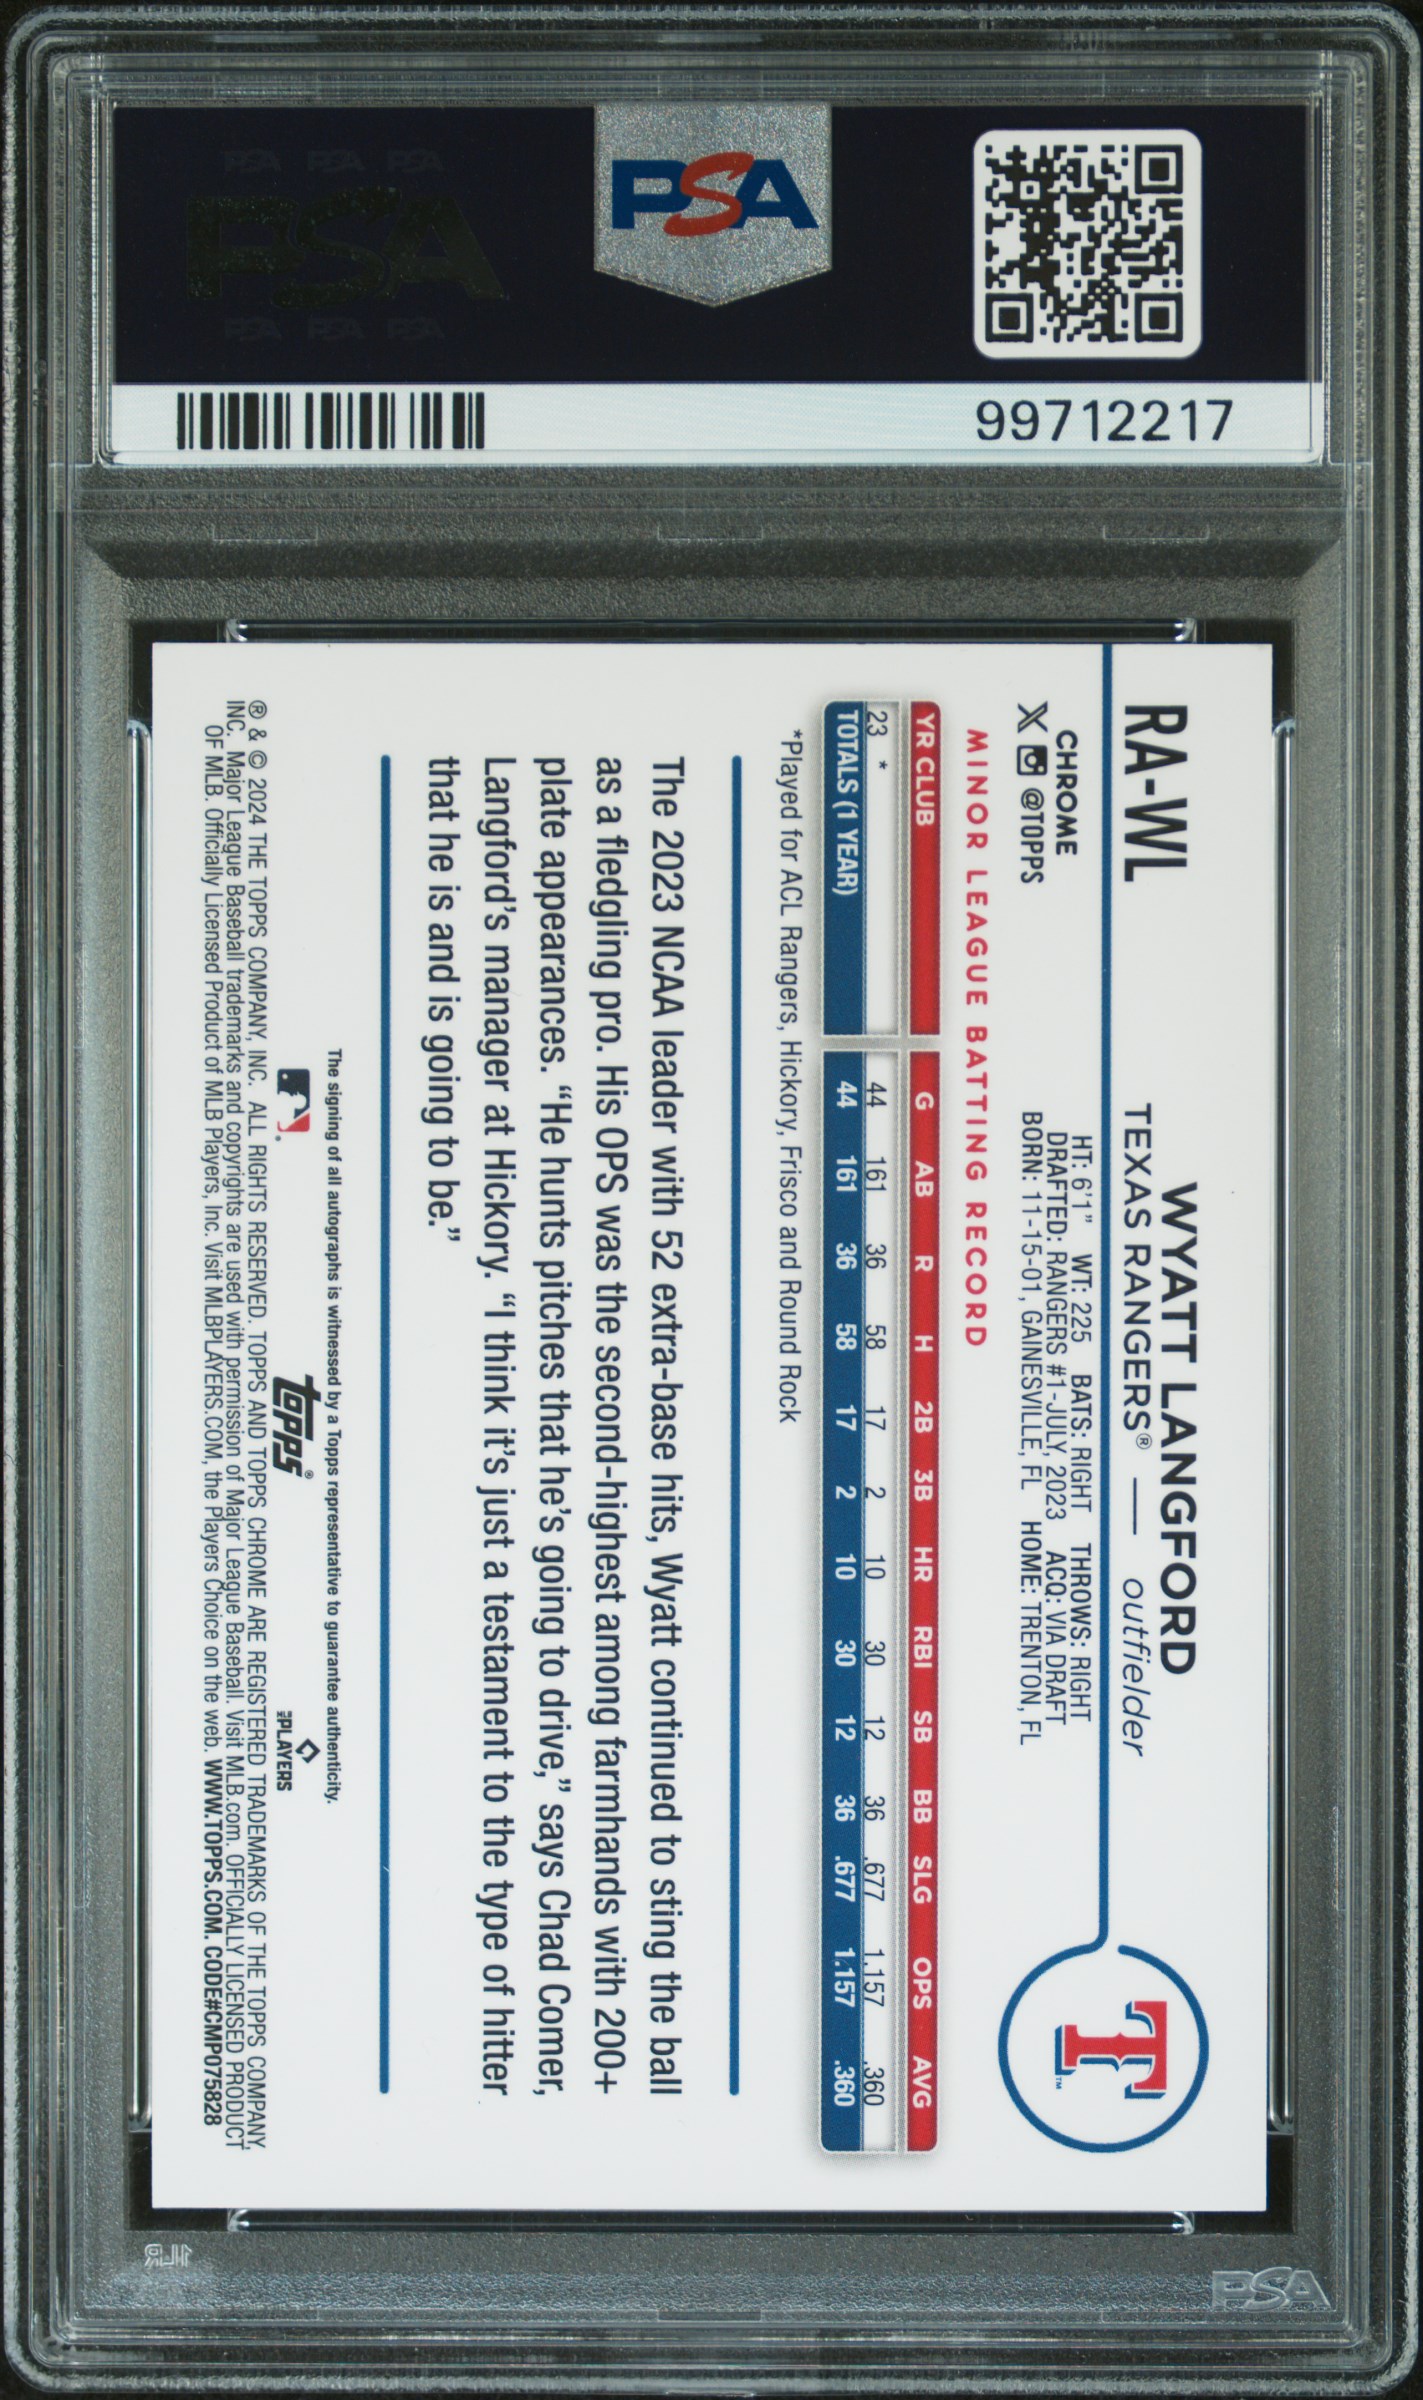 PSA PSA PSA
PSA
PSA PSA PSA
PSA
99712217
RA-WL
WYATT LANGFORD
TEXAS RANGERS® — outfielder
CHROME
@TOPPS
HT: 6'1" WT: 225 BATS: RIGHT THROWS: RIGHT
DRAFTED: RANGERS #1-JULY, 2023 ACQ: VIA DRAFT
BORN: 11-15-01, GAINESVILLE, FL HOME: TRENTON, FL
T™
MINOR LEAGUE BATTING RECORD
YR CLUB G AB R H 2B 3B HR RBI SB BB SLG OPS AVG
23 * 44 161 36 58 17 2 10 30 12 36 .677 1.157 .360
TOTALS (1 YEAR) 44 161 36 58 17 2 10 30 12 36 .677 1.157 .360
*Played for ACL Rangers, Hickory, Frisco and Round Rock
The 2023 NCAA leader with 52 extra-base hits, Wyatt continued to sting the ball
as a fledgling pro. His OPS was the second-highest among farmhands with 200+
plate appearances. “He hunts pitches that he’s going to drive,” says Chad Comer,
Langford’s manager at Hickory. “I think it’s just a testament to the type of hitter
that he is and is going to be.”
The signing of all autographs is witnessed by a Topps representative to guarantee authenticity.
topps®
PLAYERS
® & © 2024 THE TOPPS COMPANY, INC. ALL RIGHTS RESERVED. TOPPS AND TOPPS CHROME ARE REGISTERED TRADEMARKS OF THE TOPPS COMPANY,
INC. Major League Baseball trademarks and copyrights are used with permission of Major League Baseball. Visit MLB.com. OFFICIALLY LICENSED PRODUCT
OF MLB. Officially Licensed Product of MLB Players, Inc. Visit MLBPLAYERS.COM, the Players Choice on the web. WWW.TOPPS.COM. CODE#CMP075828
PSA